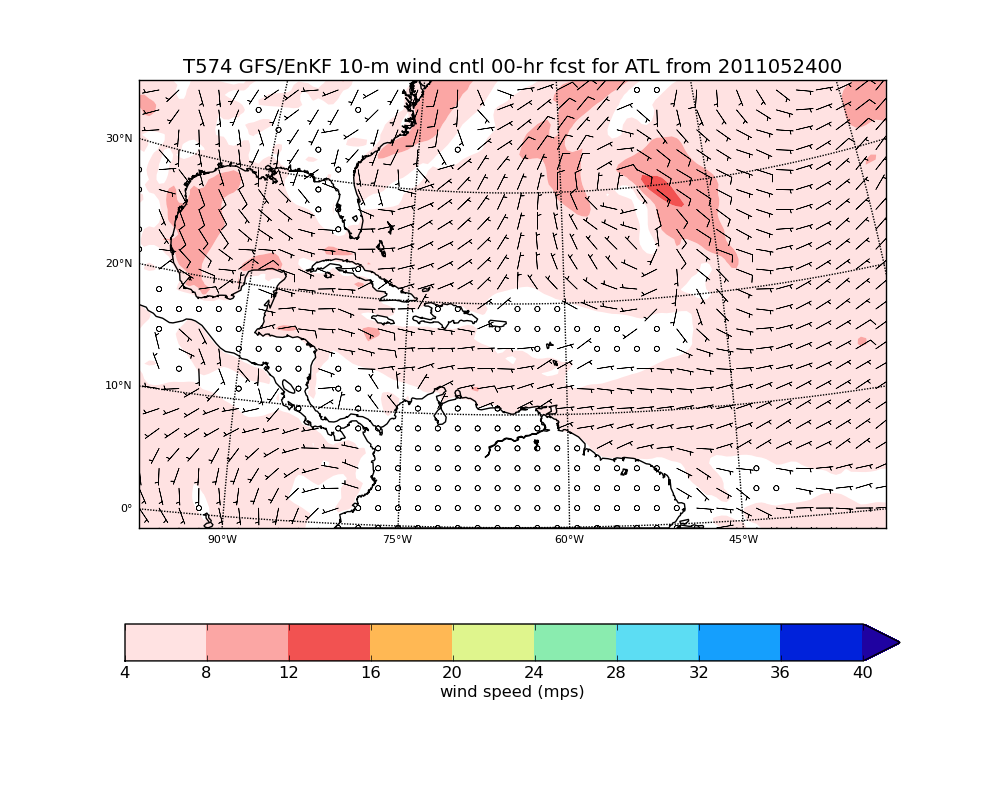 T574 GFS/EnKF 10-m wind cntl 00-hr fcst for ATL from 2011052400
30°N
20°N
10°N
0°
90°W 75°W 60°W 45°W
4 8 12 16 20 24 28 32 36 40
wind speed (mps)